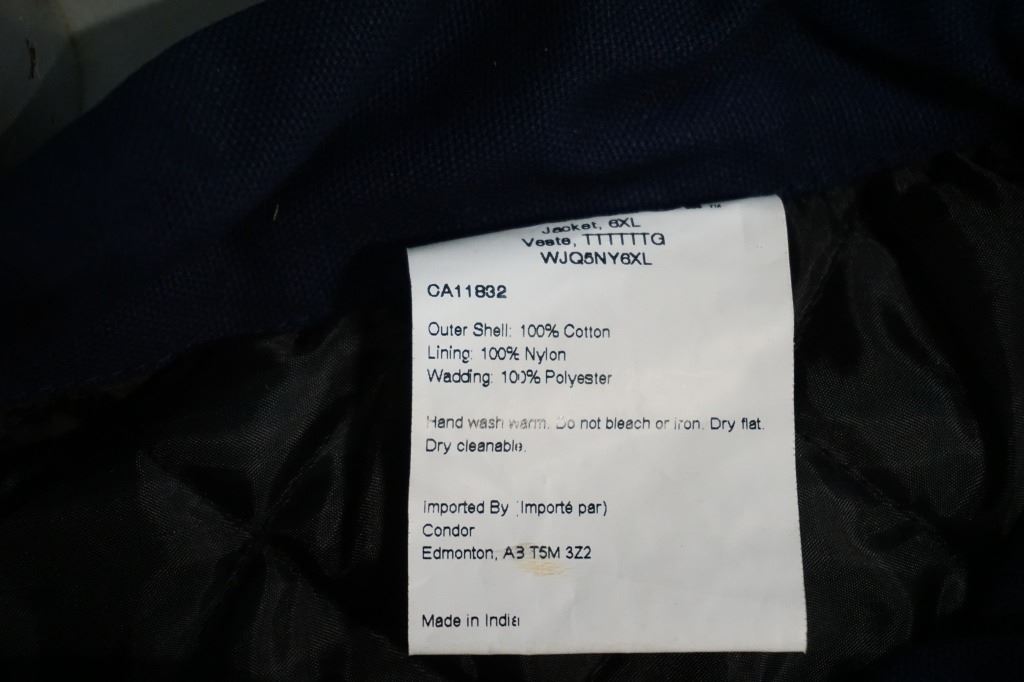 Jacket, 6XL
Veste, TTTTTTG
WJQ5NY6XL
CA11832
Outer Shell: 100% Cotton
Lining: 100% Nylon
Wadding: 100% Polyester
Hand wash warm. Do not bleach or iron. Dry flat.
Dry cleanable.
Imported By (Importé par)
Condor
Edmonton, AB T5M 3Z2
Made in India